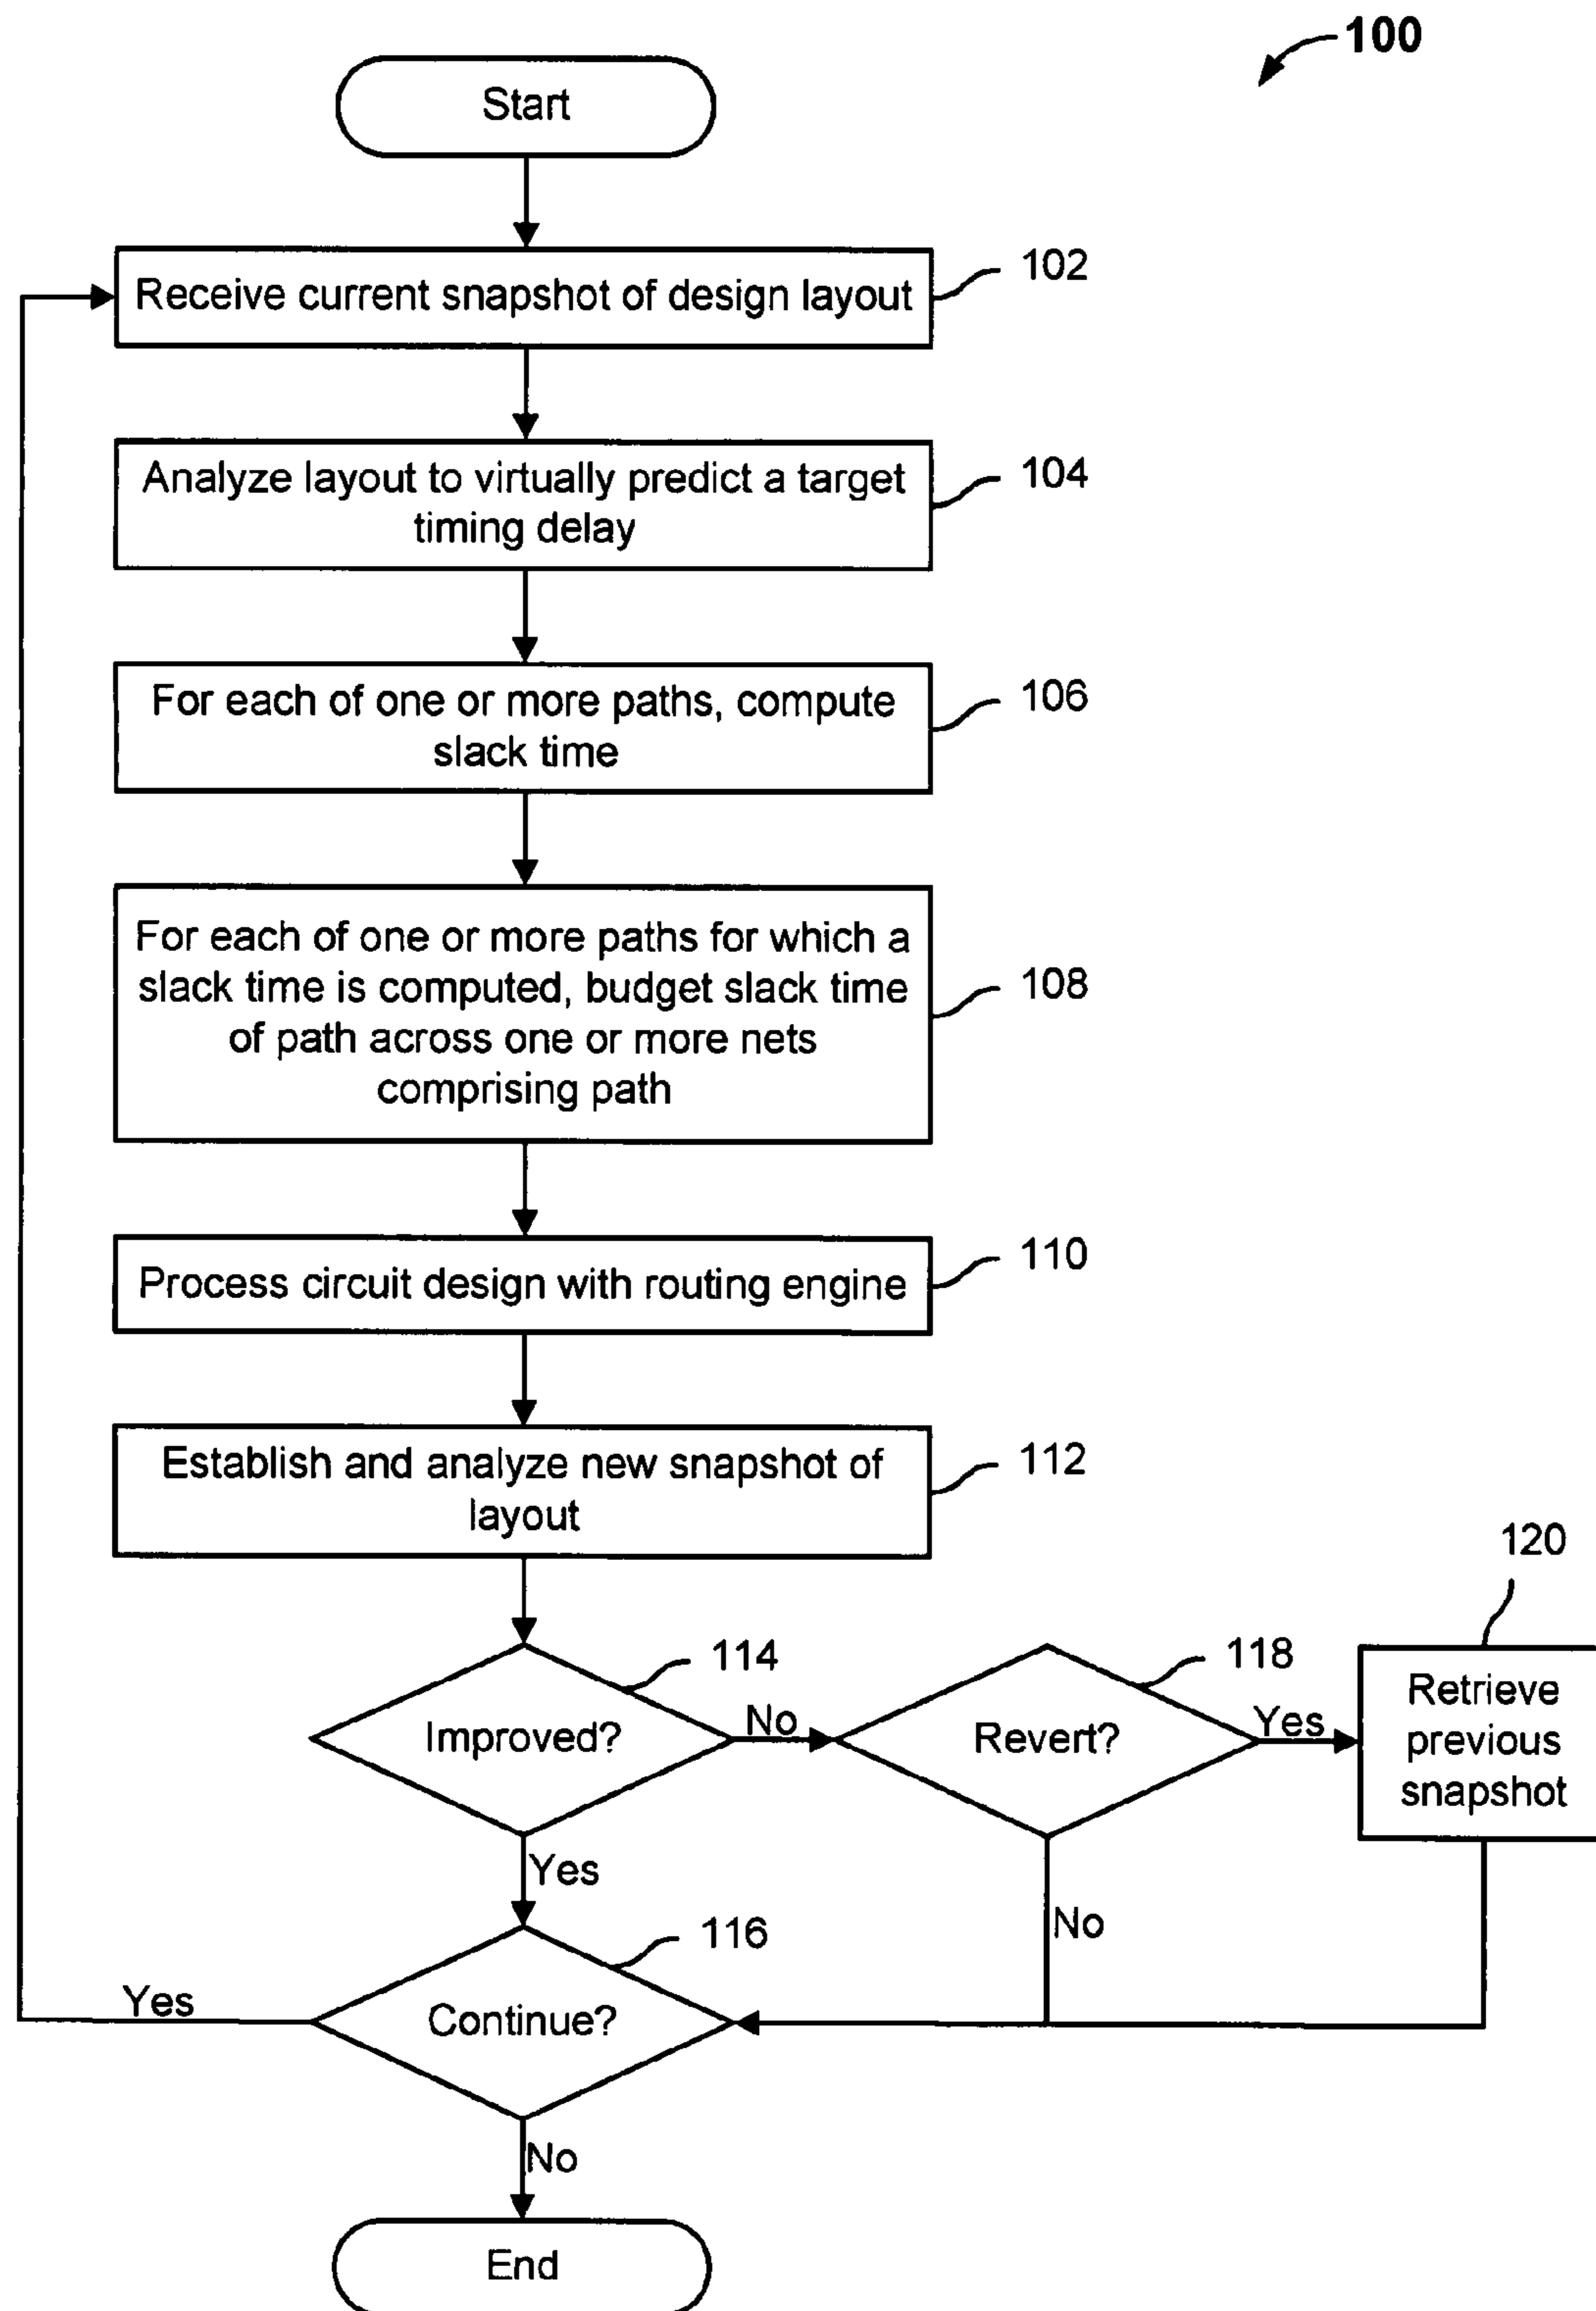 100
Start
Receive current snapshot of design layout
102
Analyze layout to virtually predict a target
timing delay
104
For each of one or more paths, compute
slack time
106
For each of one or more paths for which a
slack time is computed, budget slack time
of path across one or more nets
comprising path
108
Process circuit design with routing engine
110
Establish and analyze new snapshot of
layout
112
Improved?
114
No
Revert?
118
Yes
Retrieve
previous
snapshot
120
Yes
No
Continue?
116
Yes
No
End